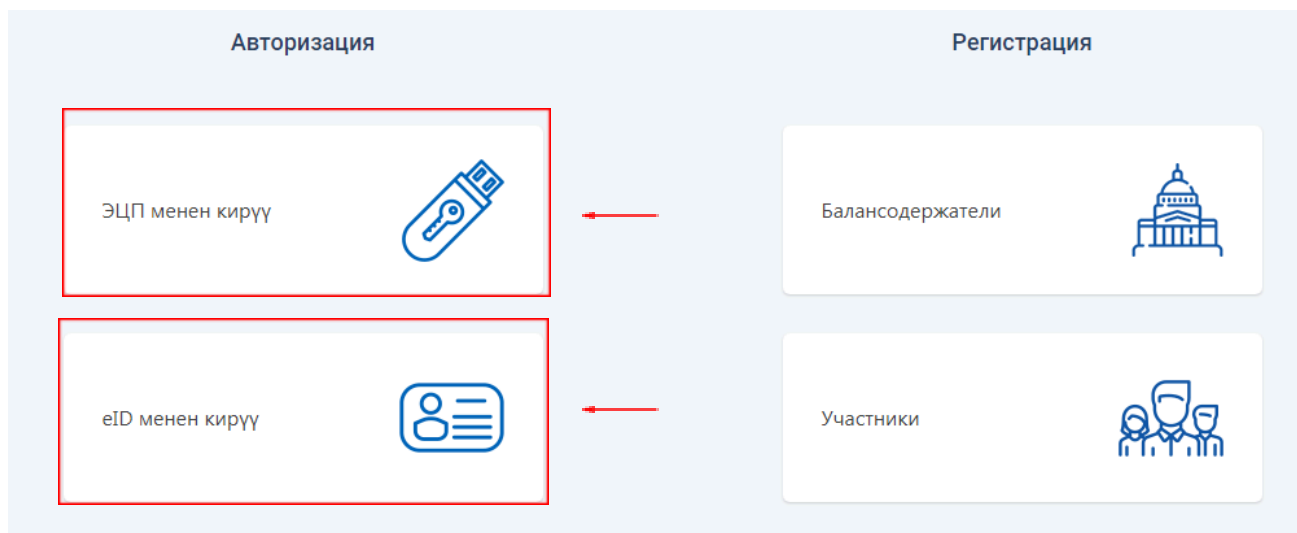 Авторизация
Регистрация
ЭЦП менен кирүү
Балансодержатели
eID менен кирүү
Участники